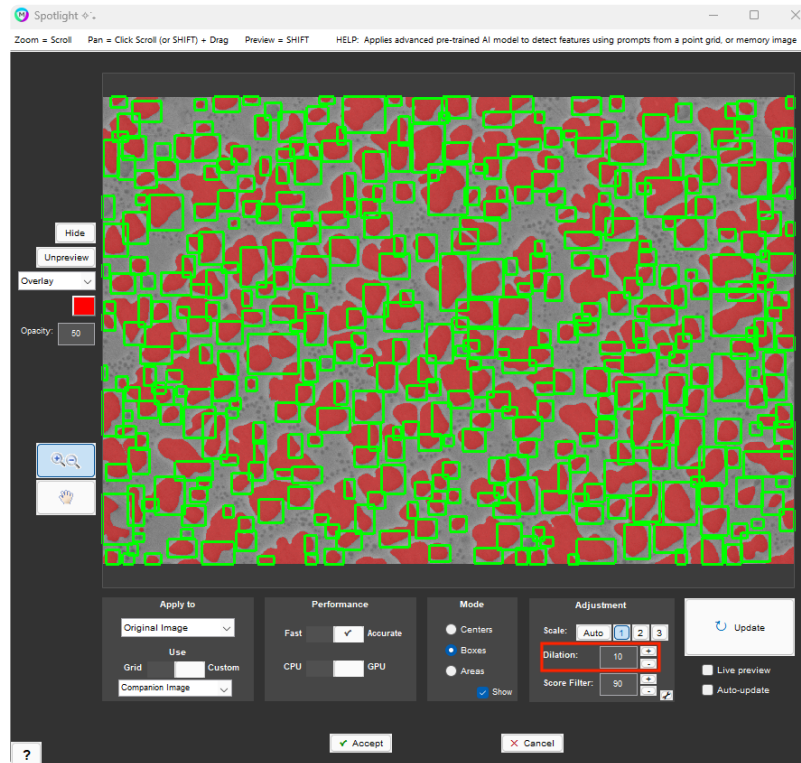 Spotlight
Zoom = Scroll Pan = Click Scroll (or SHIFT) + Drag Preview = SHIFT HELP: Applies advanced pre-trained AI model to detect features using prompts from a point grid, or memory image
Hide
Unpreview
Overlay
Opacity: 50
Apply to
Original Image
Use
Grid Custom
Companion Image
Performance
Fast Accurate
CPU GPU
Mode
Centers
Boxes
Areas
Show
Adjustment
Scale: Auto 1 2 3
Dilation: 10 + -
Score Filter: 90 + -
Update
Live preview
Auto-update
Accept
Cancel
?